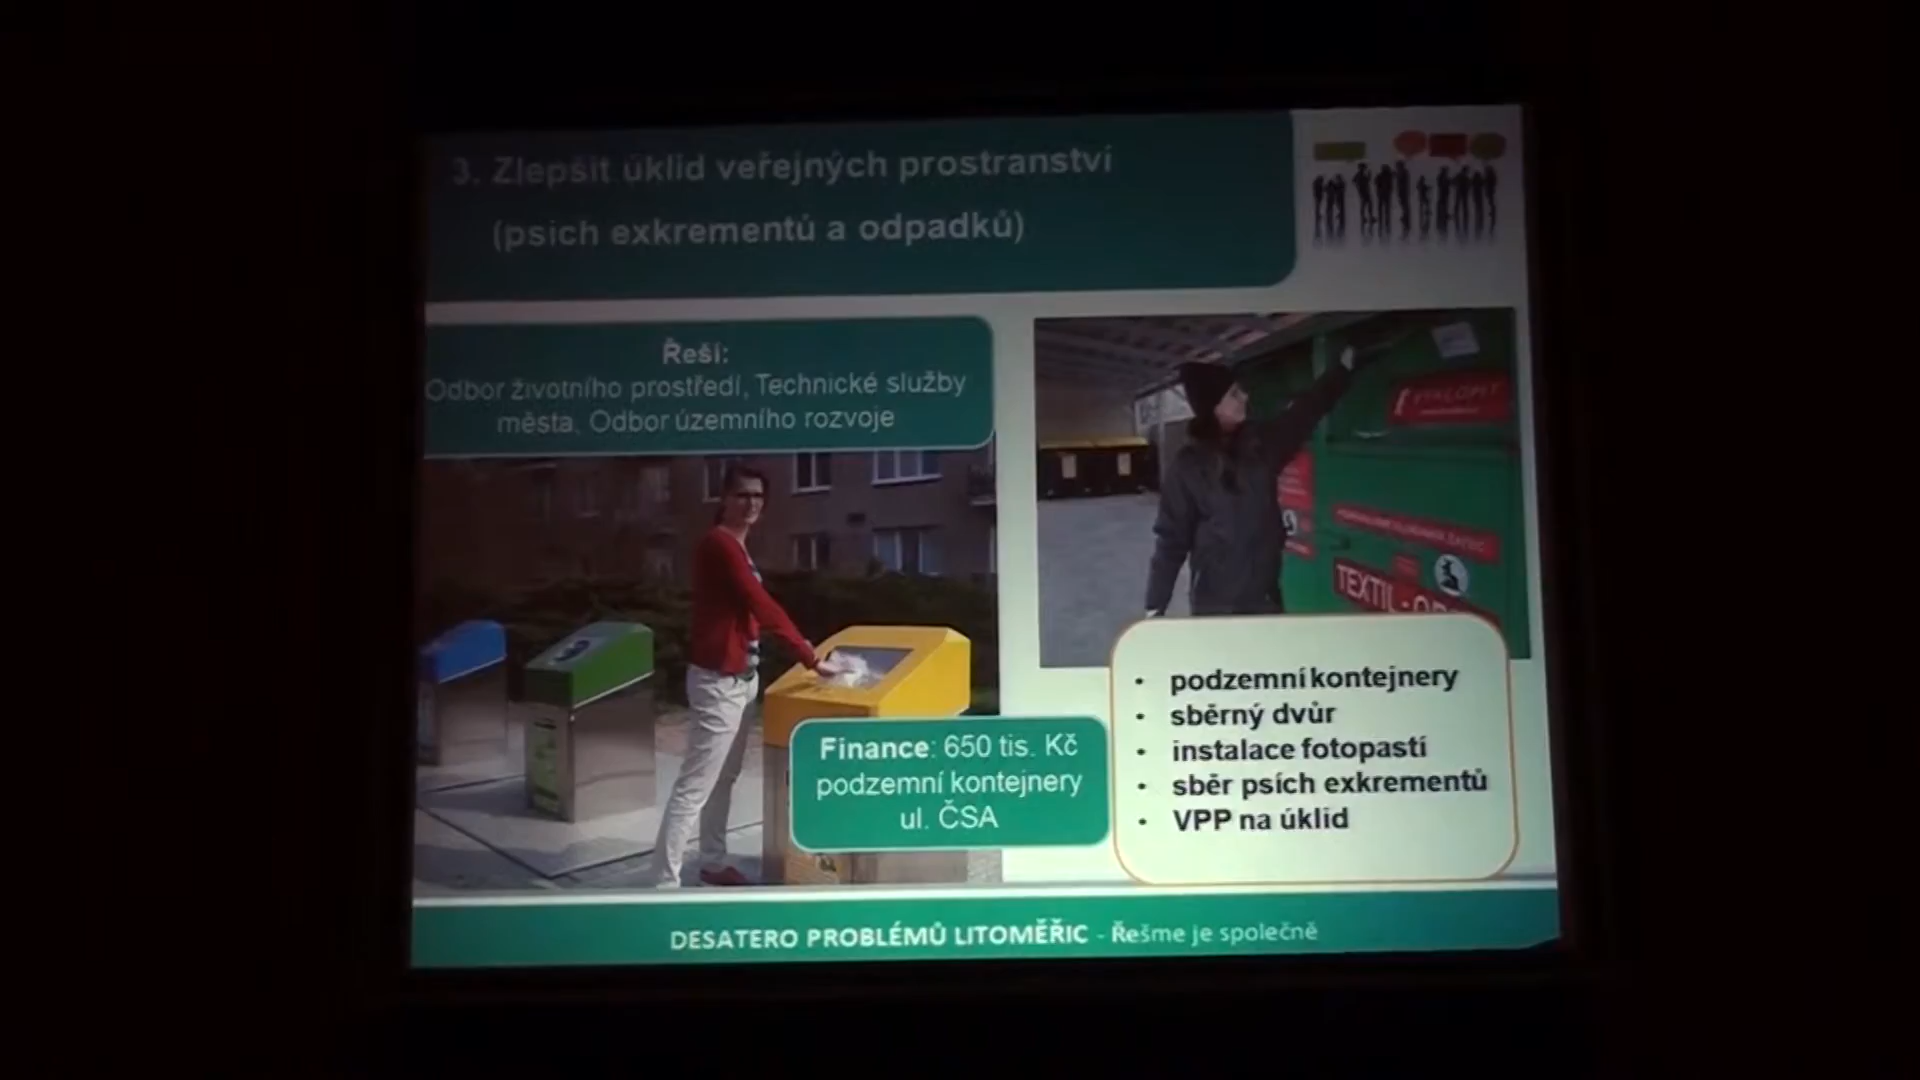 3. Zlepšit úklid veřejných prostranství
(psich exkrementů a odpadků)
Řeší:
Odbor životního prostředí, Technické služby
města, Odbor územního rozvoje
TEXTIL -
Finance: 650 tis. Kč
podzemní kontejnery
ul. ČSA
• podzemní kontejnery
• sběrný dvůr
• instalace fotopastí
• sběr psích exkrementů
• VPP na úklid
DESATERO PROBLÉMŮ LITOMĚŘIC - Řešme je společně